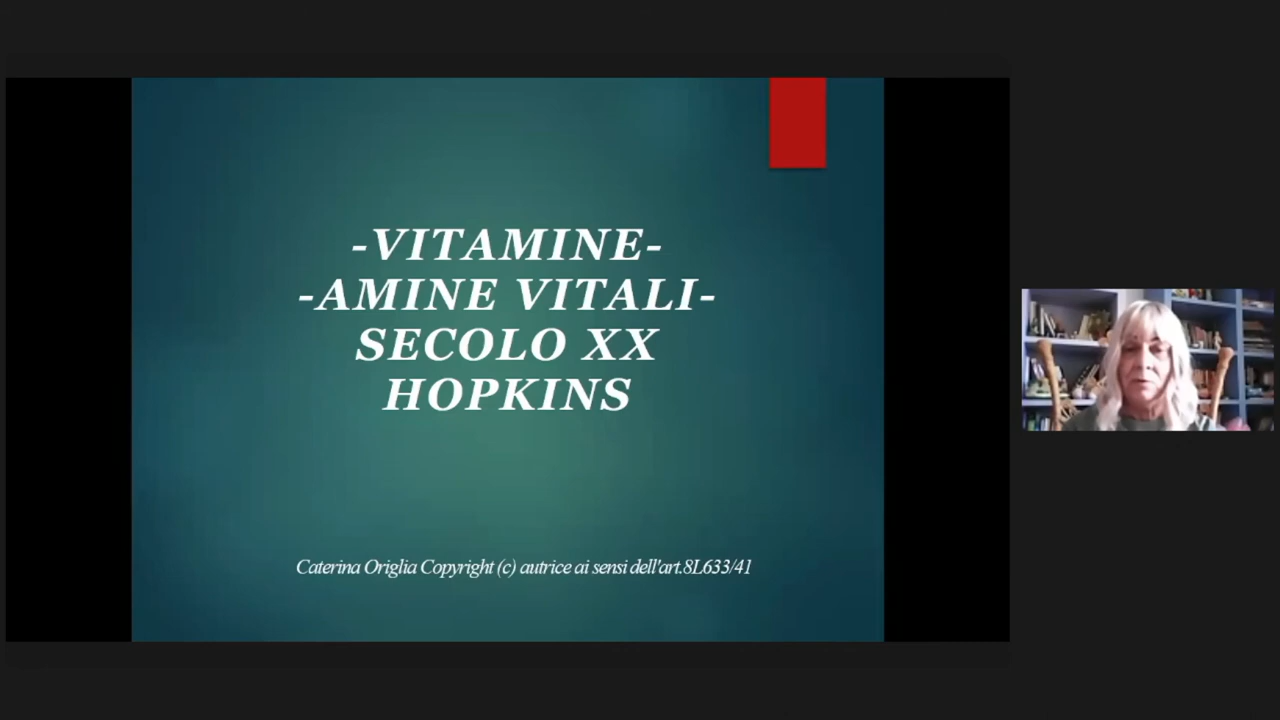 -VITAMINE-
-AMINE VITALI-
SECOLO XX
HOPKINS
Caterina Origlia Copyright (c) autrice ai sensi dell'art.8L633/41